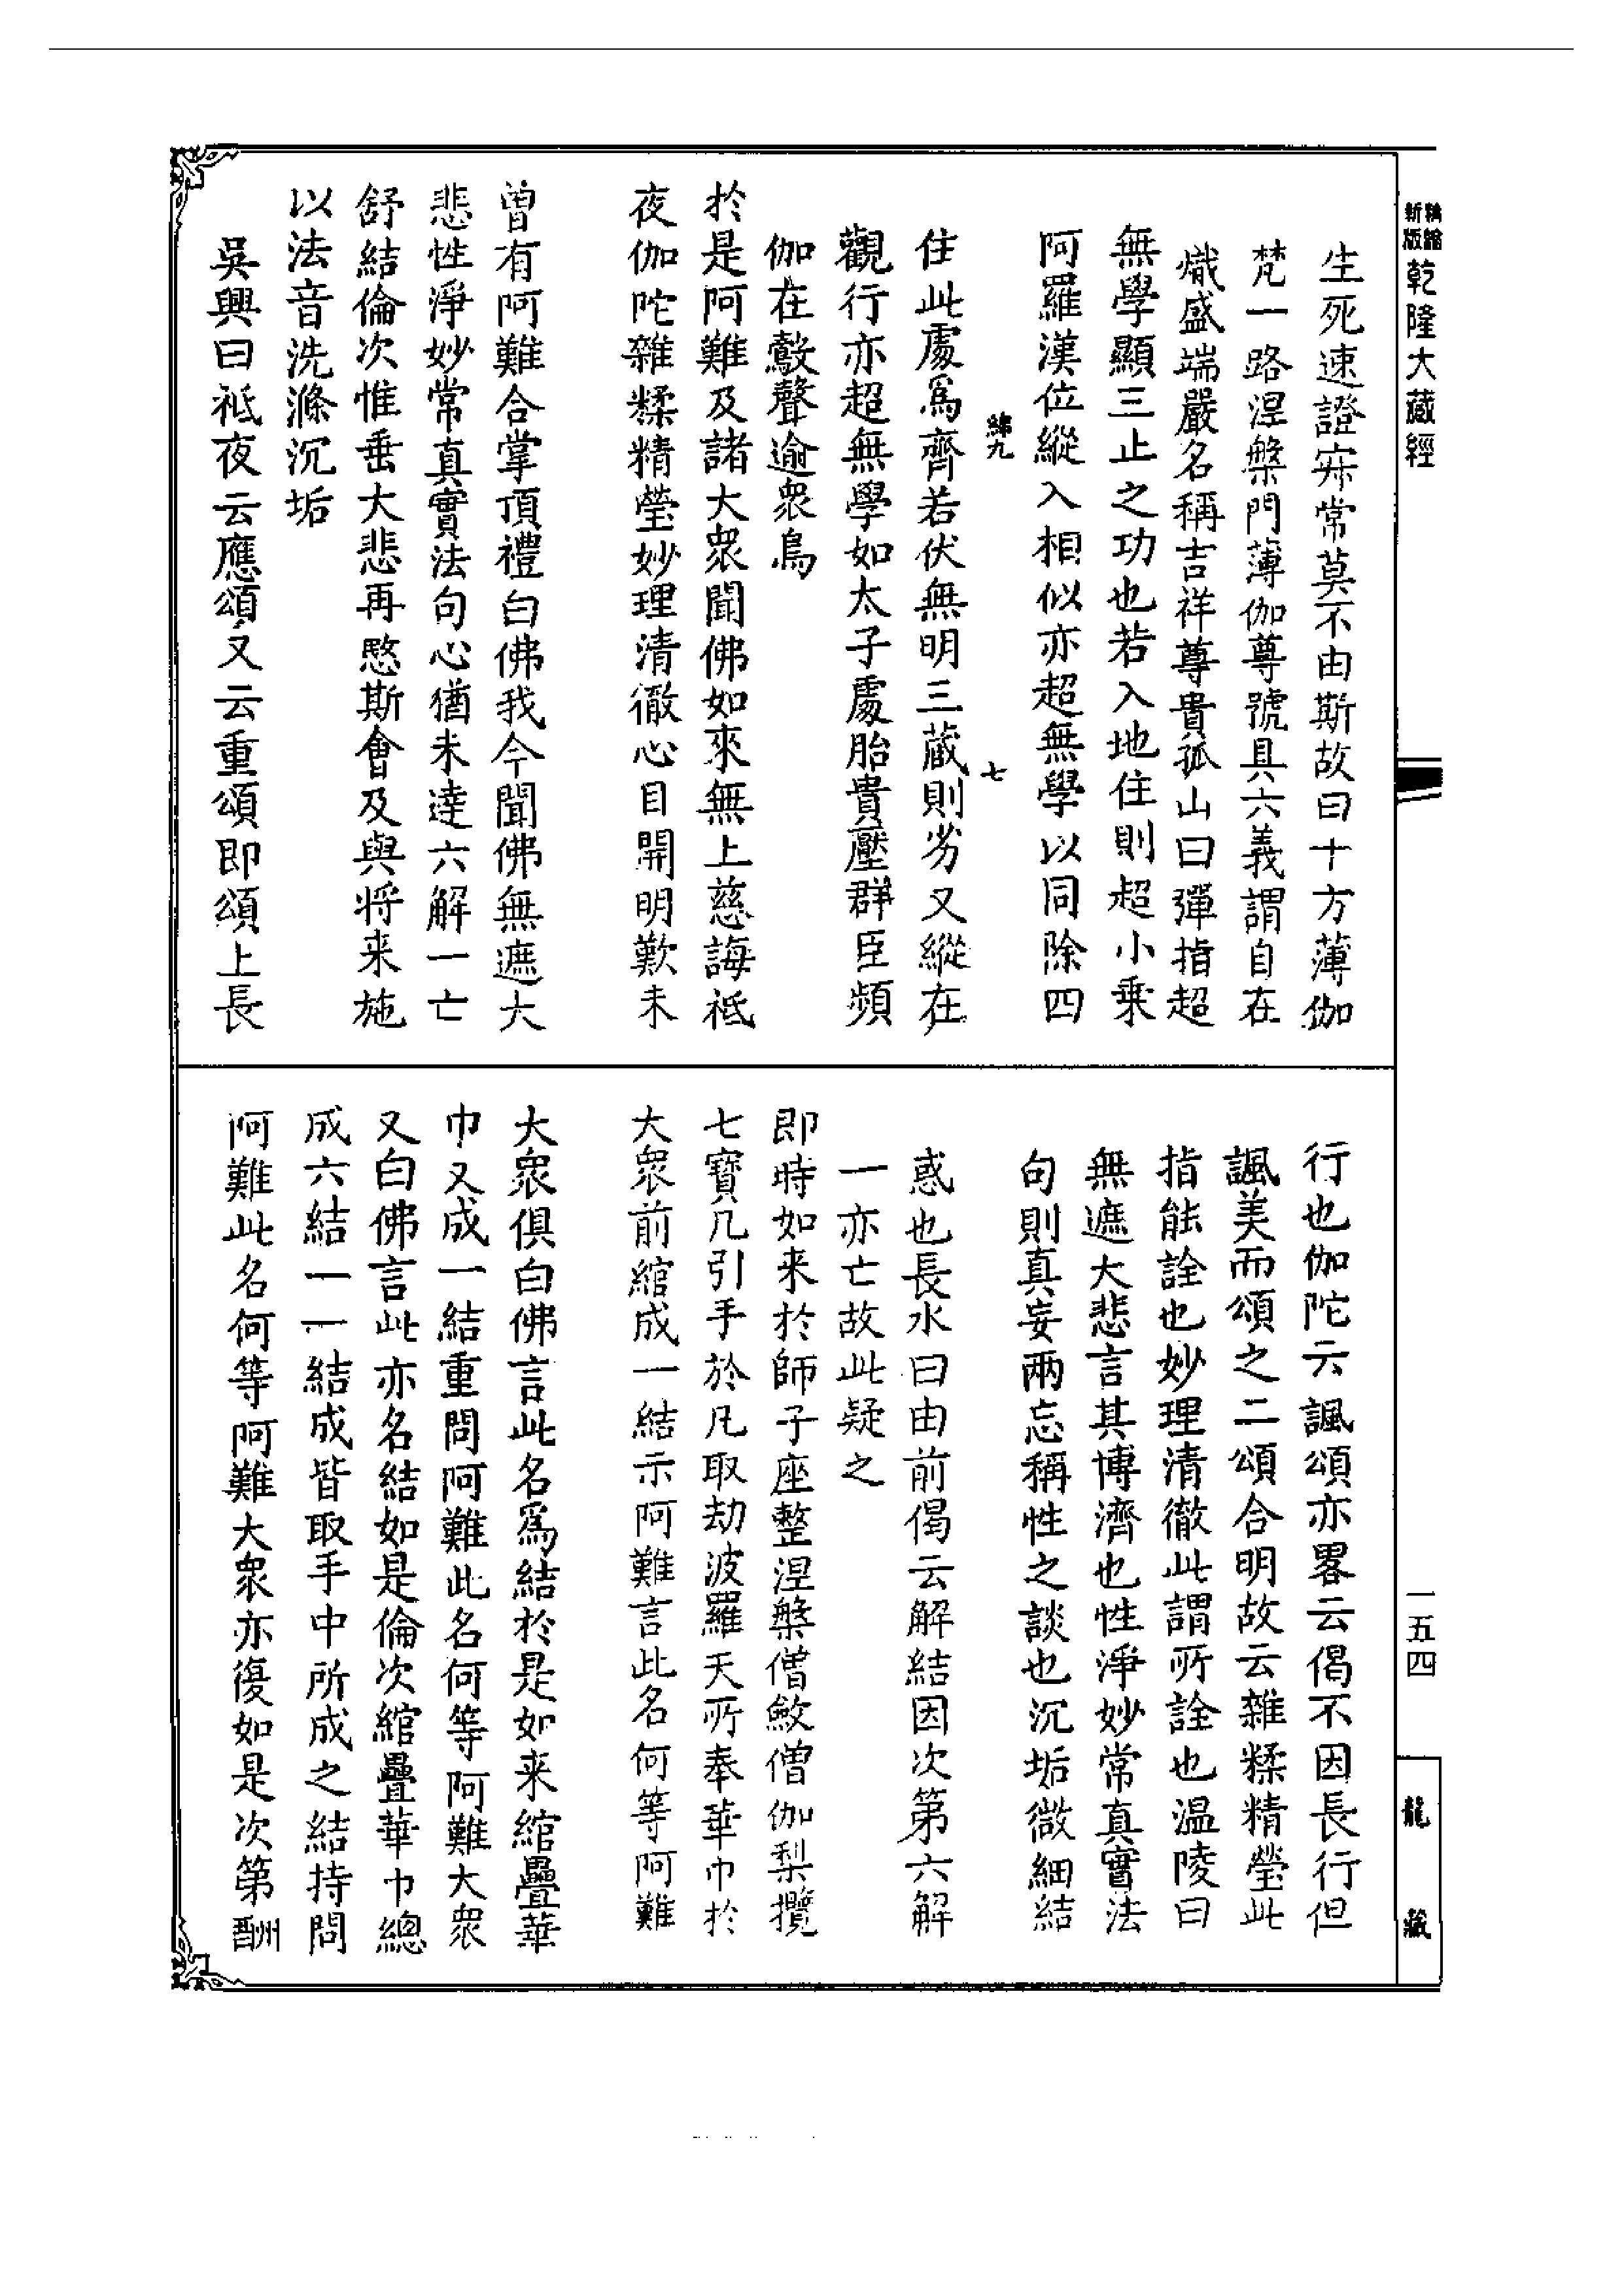 新版
精縮
乾隆大藏經
生死速證寂常莫不由斯故曰十方薄伽
梵一路涅槃門薄伽尊號具六義謂自在
熾盛端嚴名稱吉祥尊貴孤山曰彈指超
無學顯三止之功也若入地住則超小乗
阿羅漢位縱入相似亦超無學以同除四
緜九
七
住此處爲齊若伏無明三藏則劣又縱在
觀行亦超無學如太子處胎貴壓群臣頻
伽在鷇聲逾衆鳥
於是阿難及諸大衆聞佛如來無上慈誨祇
夜伽陀雜糅精瑩妙理清徹心目開明歎未
曾有阿難合掌頂禮白佛我今聞佛無遮大
悲性淨妙常真實法句心猶未逹六解一亡
舒結倫次惟垂大悲再愍斯會及與將来施
以法音洗滌沉垢
吳興曰祇夜云應頌又云重頌即頌上長
行也伽陀云諷頌亦畧云偈不因長行但
諷美而頌之二頌合明故云雜糅精瑩此
指能詮也妙理清徹此謂所詮也温陵曰
無遮大悲言其博濟也性淨妙常真實法
句則真妄兩忘稱性之談也沉垢微細結
惑也長水曰由前偈云解結因次第六解
一亦亡故此疑之
即時如来於師子座整涅槃僧斂僧伽梨攬
七寶几引手於几取劫波羅天所奉華巾於
大衆前綰成一結示阿難言此名何等阿難
大衆俱白佛言此名爲結於是如来綰疊華
巾又成一結重問阿難此名何等阿難大衆
又白佛言此亦名結如是倫次綰疊華巾總
成六結一一結成皆取手中所成之結持問
阿難此名何等阿難大衆亦復如是次第酬
一五四
龍藏